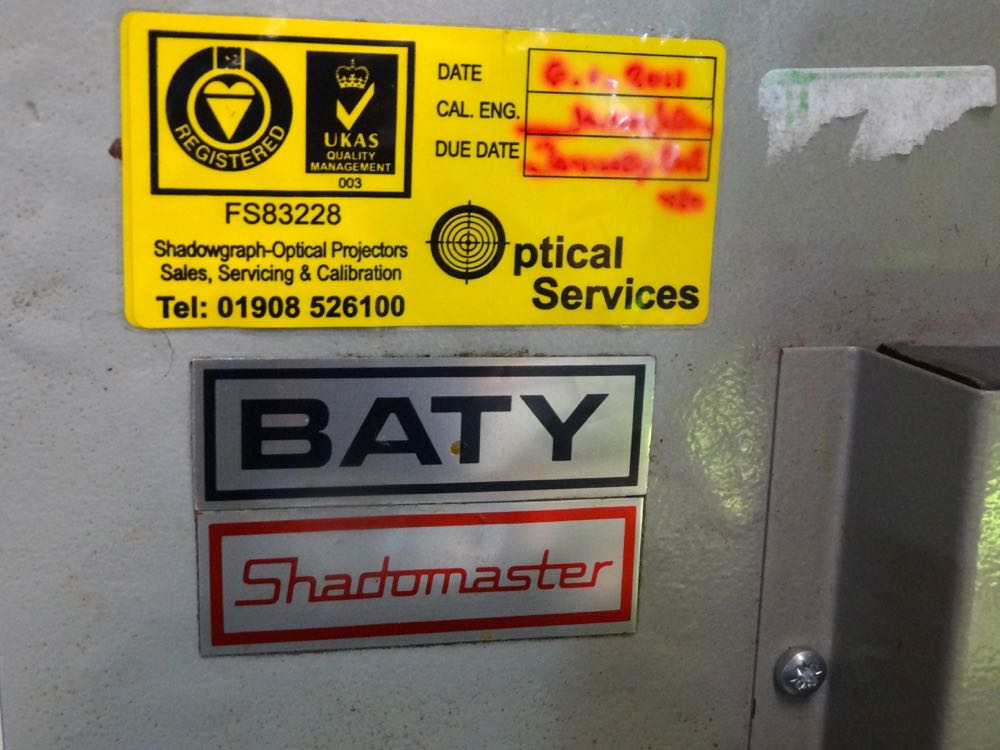 REGISTERED
UKAS
QUALITY
MANAGEMENT
003
FS83228
Shadowgraph-Optical Projectors
Sales, Servicing & Calibration
Tel: 01908 526100
DATE
CAL. ENG.
DUE DATE
Optical
Services
BATY
Shadomaster